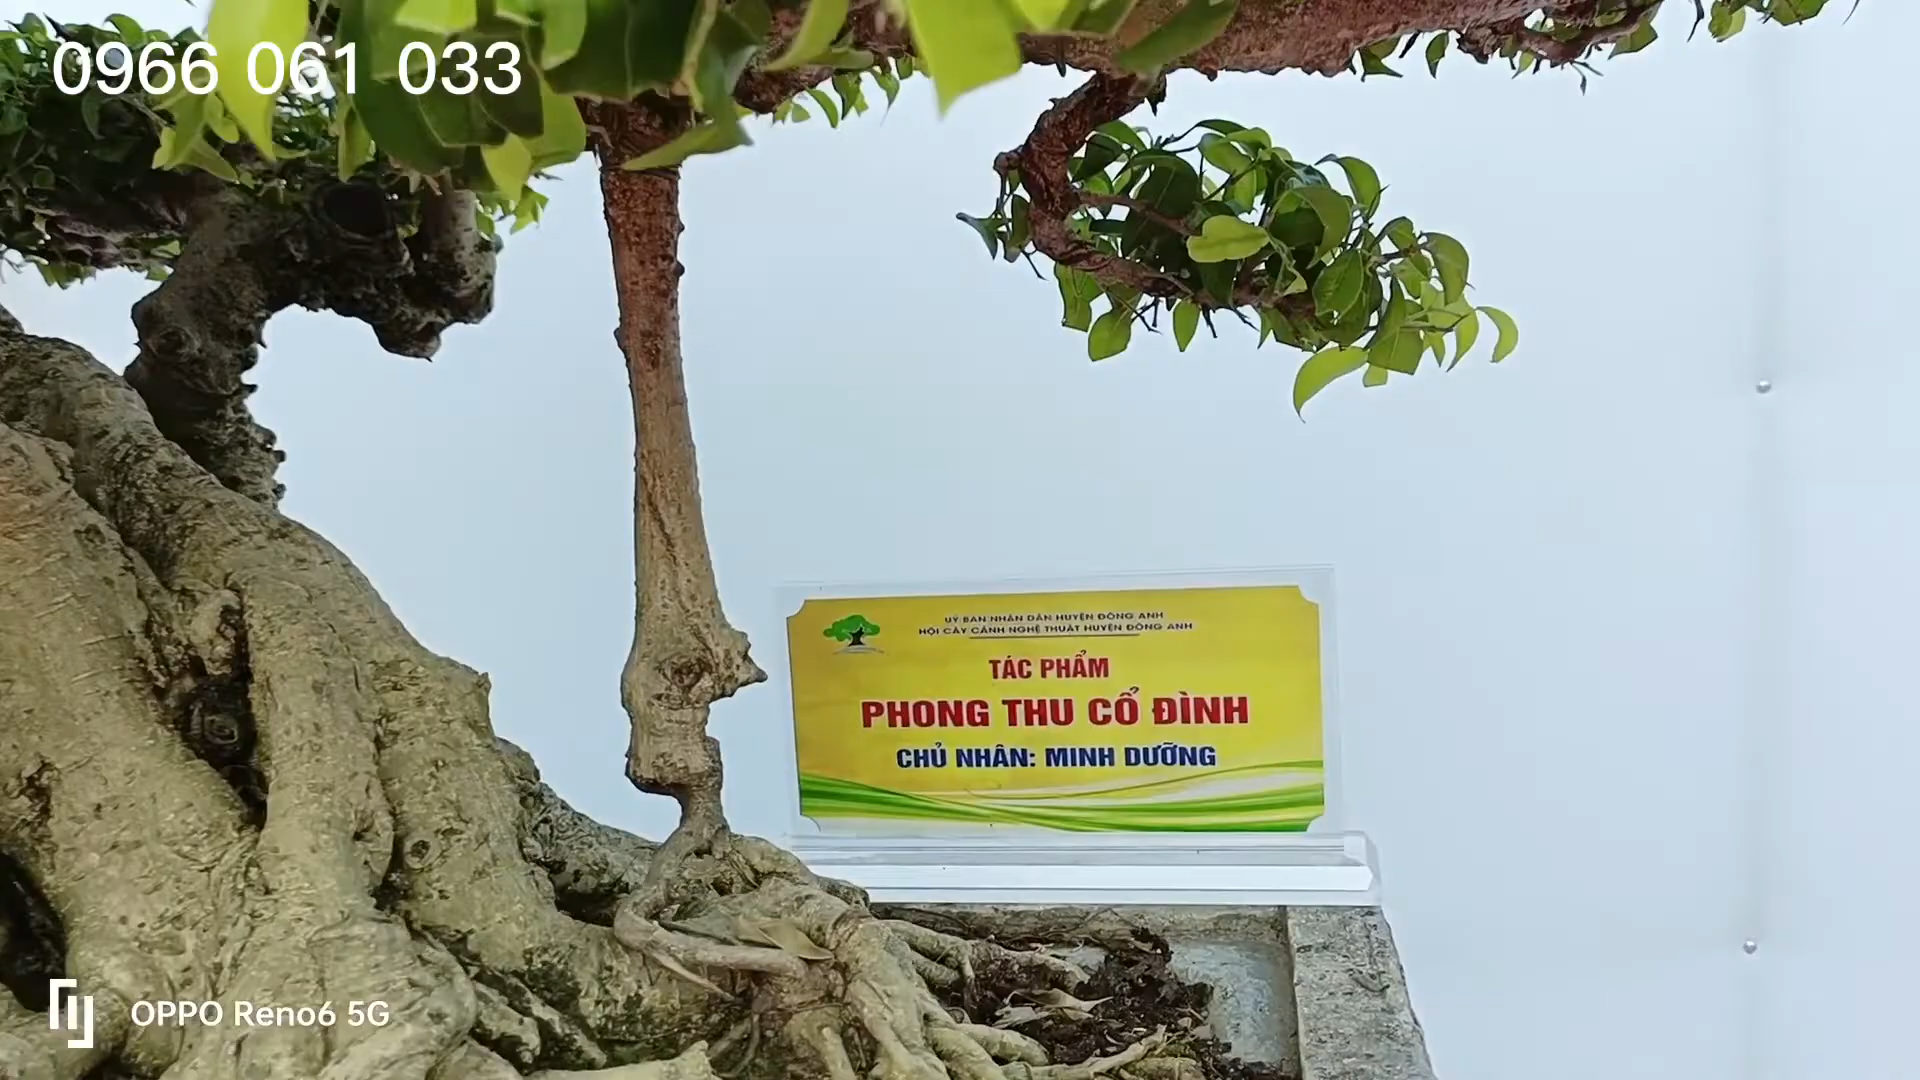 0966 061 033
UỶ BAN NHÂN DÂN HUYỆN ĐÔNG ANH
HỘI CÂY CẢNH NGHỆ THUẬT HUYỆN ĐÔNG ANH
TÁC PHẨM
PHONG THU CỔ ĐÌNH
CHỦ NHÂN: MINH DƯỠNG
OPPO Reno6 5G